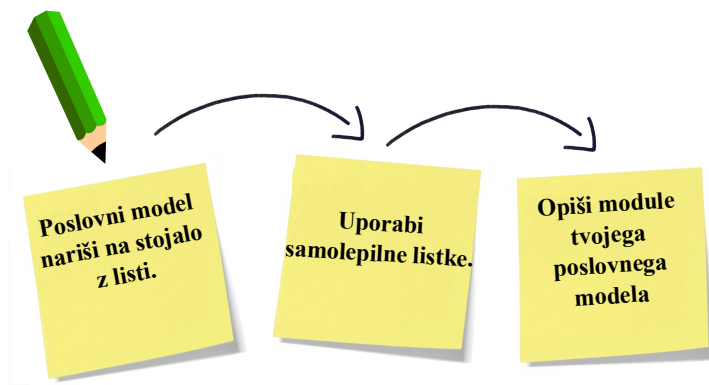 Poslovni model
nariši na stojalo
z listi.
Uporabi
samolepilne listke.
Opiši module
tvojega
poslovnega
modela